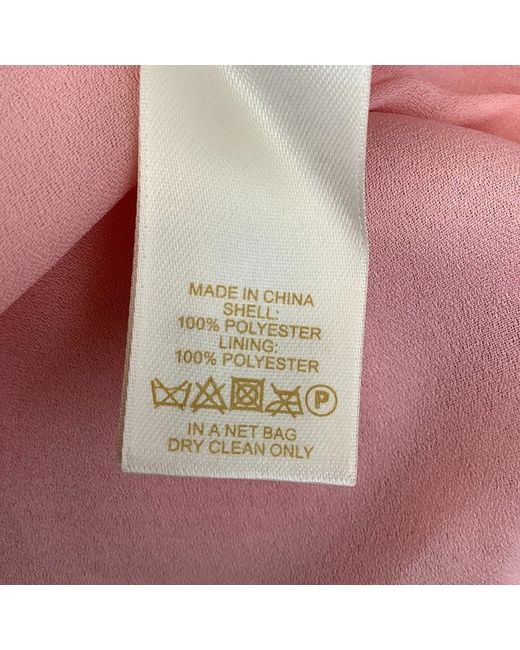 MADE IN CHINA
SHELL:
100% POLYESTER
LINING:
100% POLYESTER
P
IN A NET BAG
DRY CLEAN ONLY